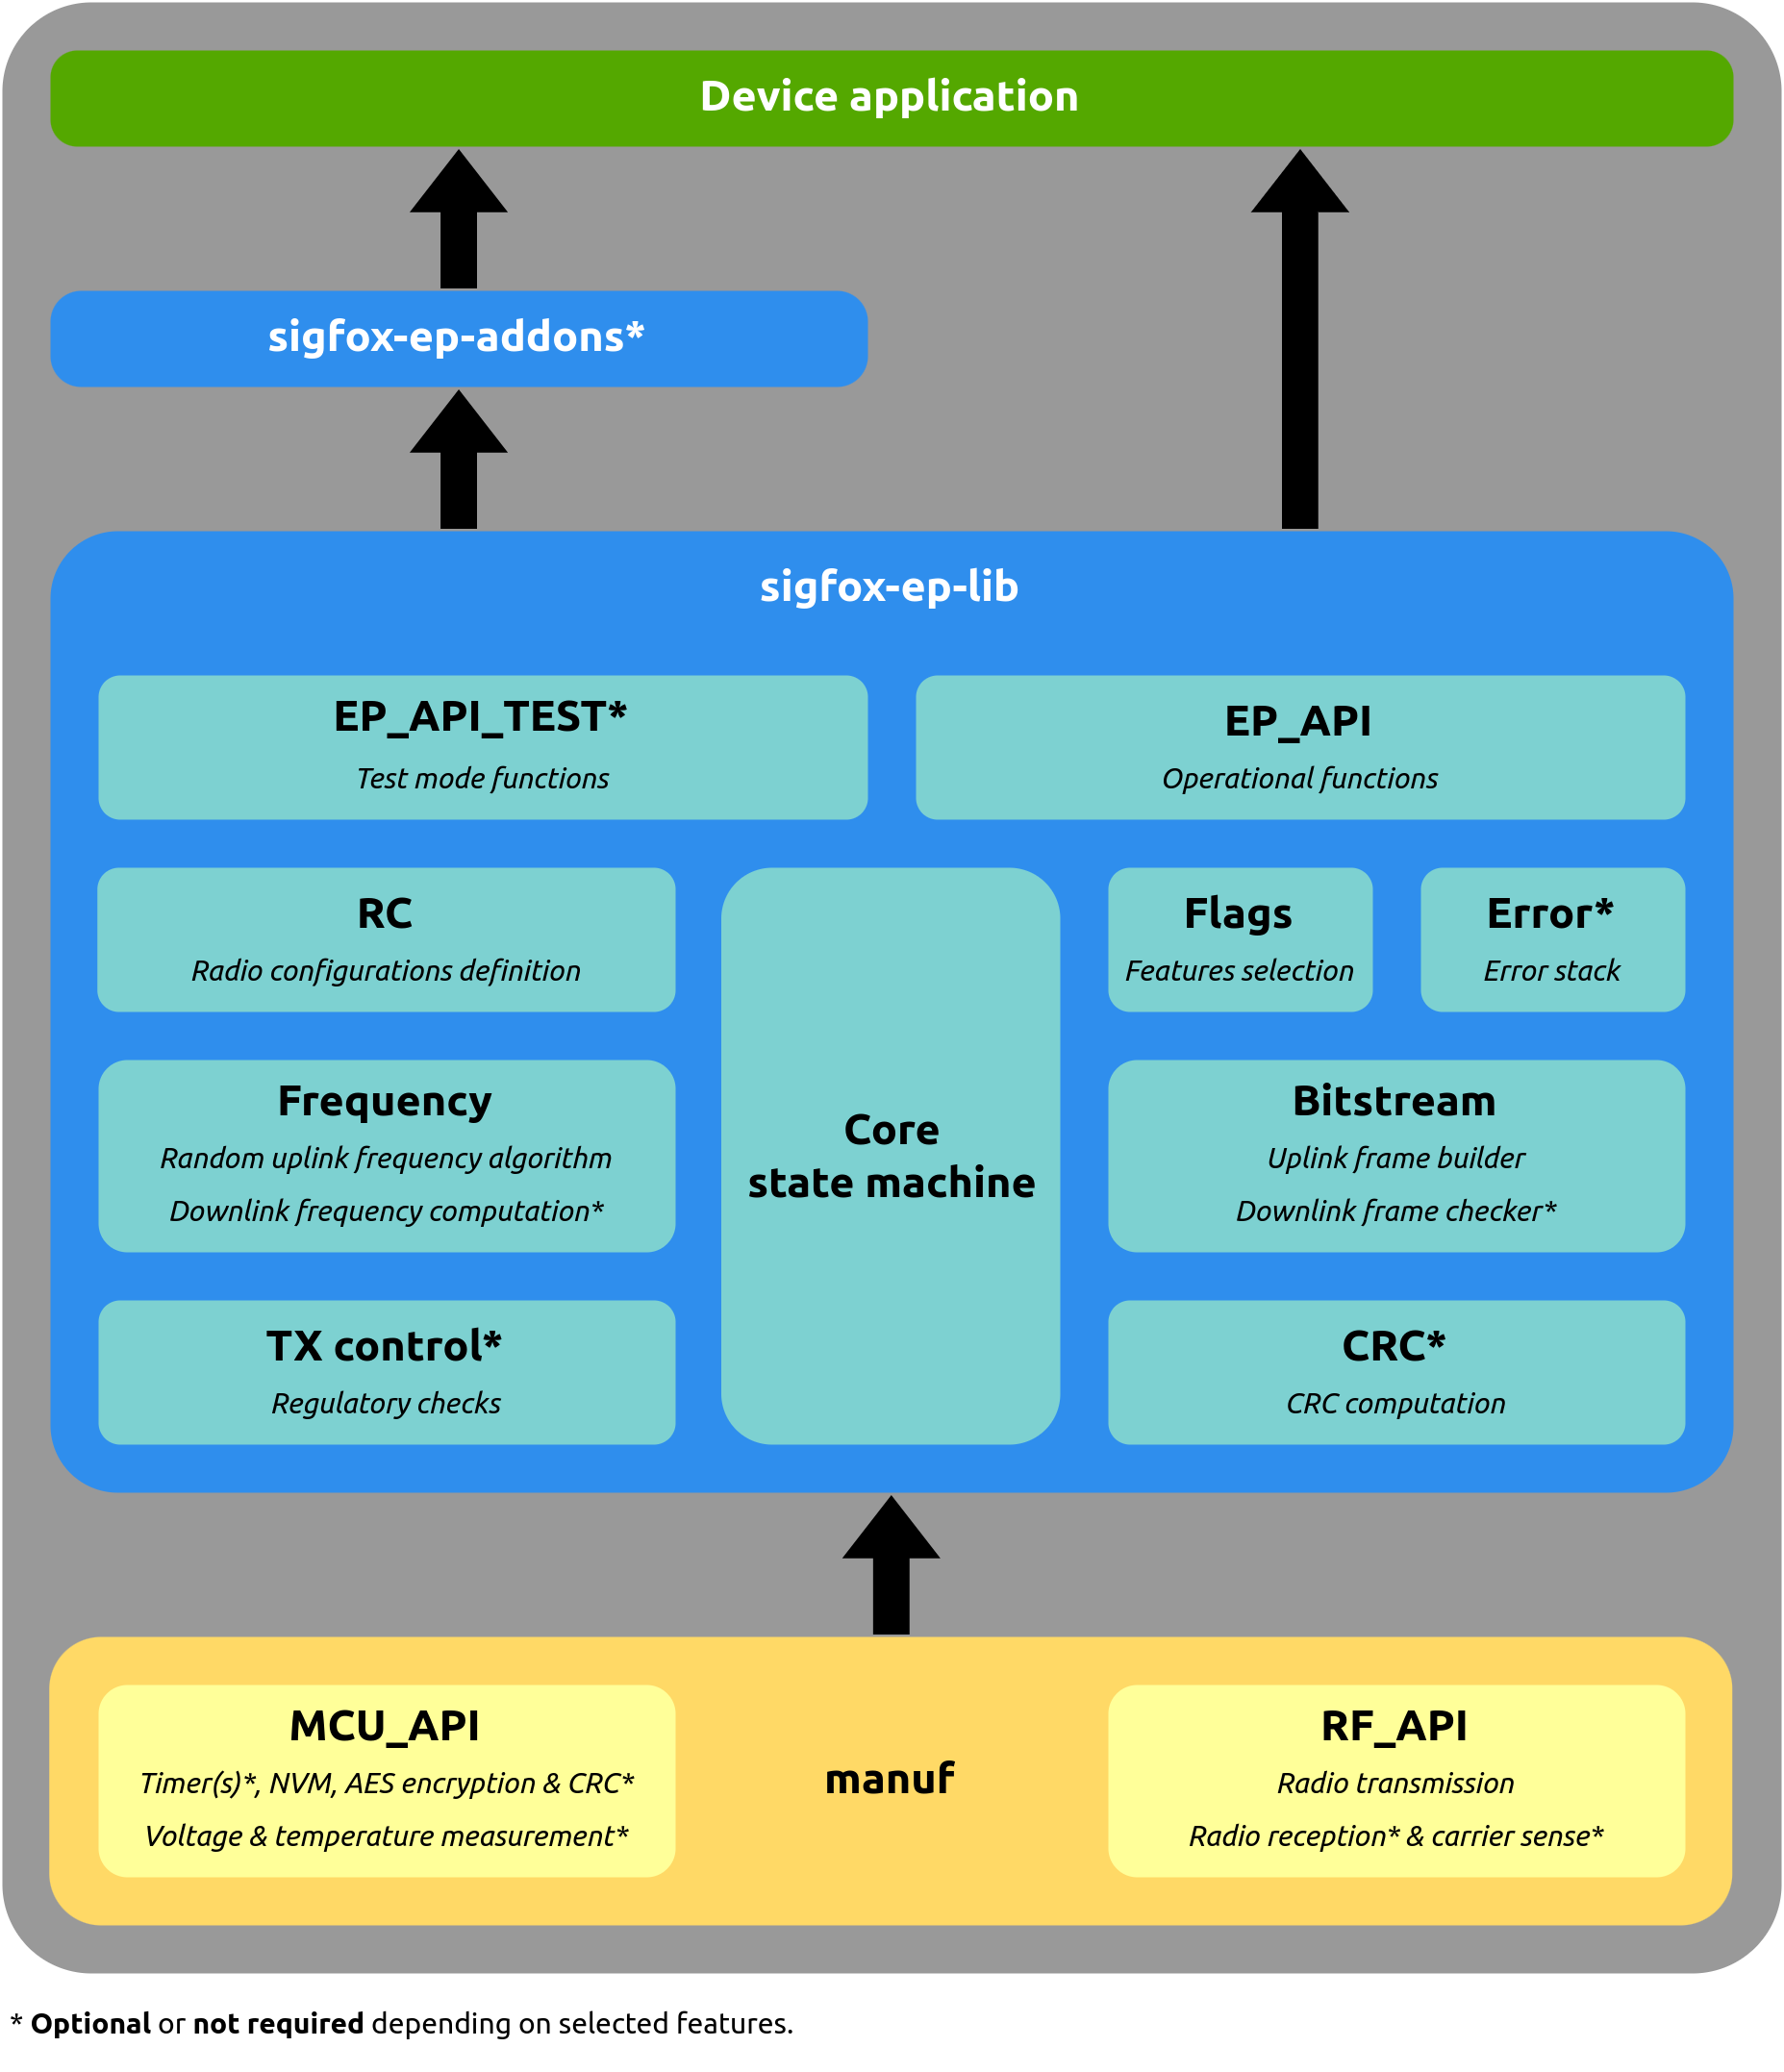 Device application
sigfox-ep-addons*
sigfox-ep-lib
EP_API_TEST*
Test mode functions
EP_API
Operational functions
RC
Radio configurations definition
Flags
Features selection
Error*
Error stack
Frequency
Random uplink frequency algorithm
Downlink frequency computation*
Core
state machine
Bitstream
Uplink frame builder
Downlink frame checker*
TX control*
Regulatory checks
CRC*
CRC computation
MCU_API
Timer(s)*, NVM, AES encryption & CRC*
Voltage & temperature measurement*
manuf
RF_API
Radio transmission
Radio reception* & carrier sense*
* Optional or not required depending on selected features.